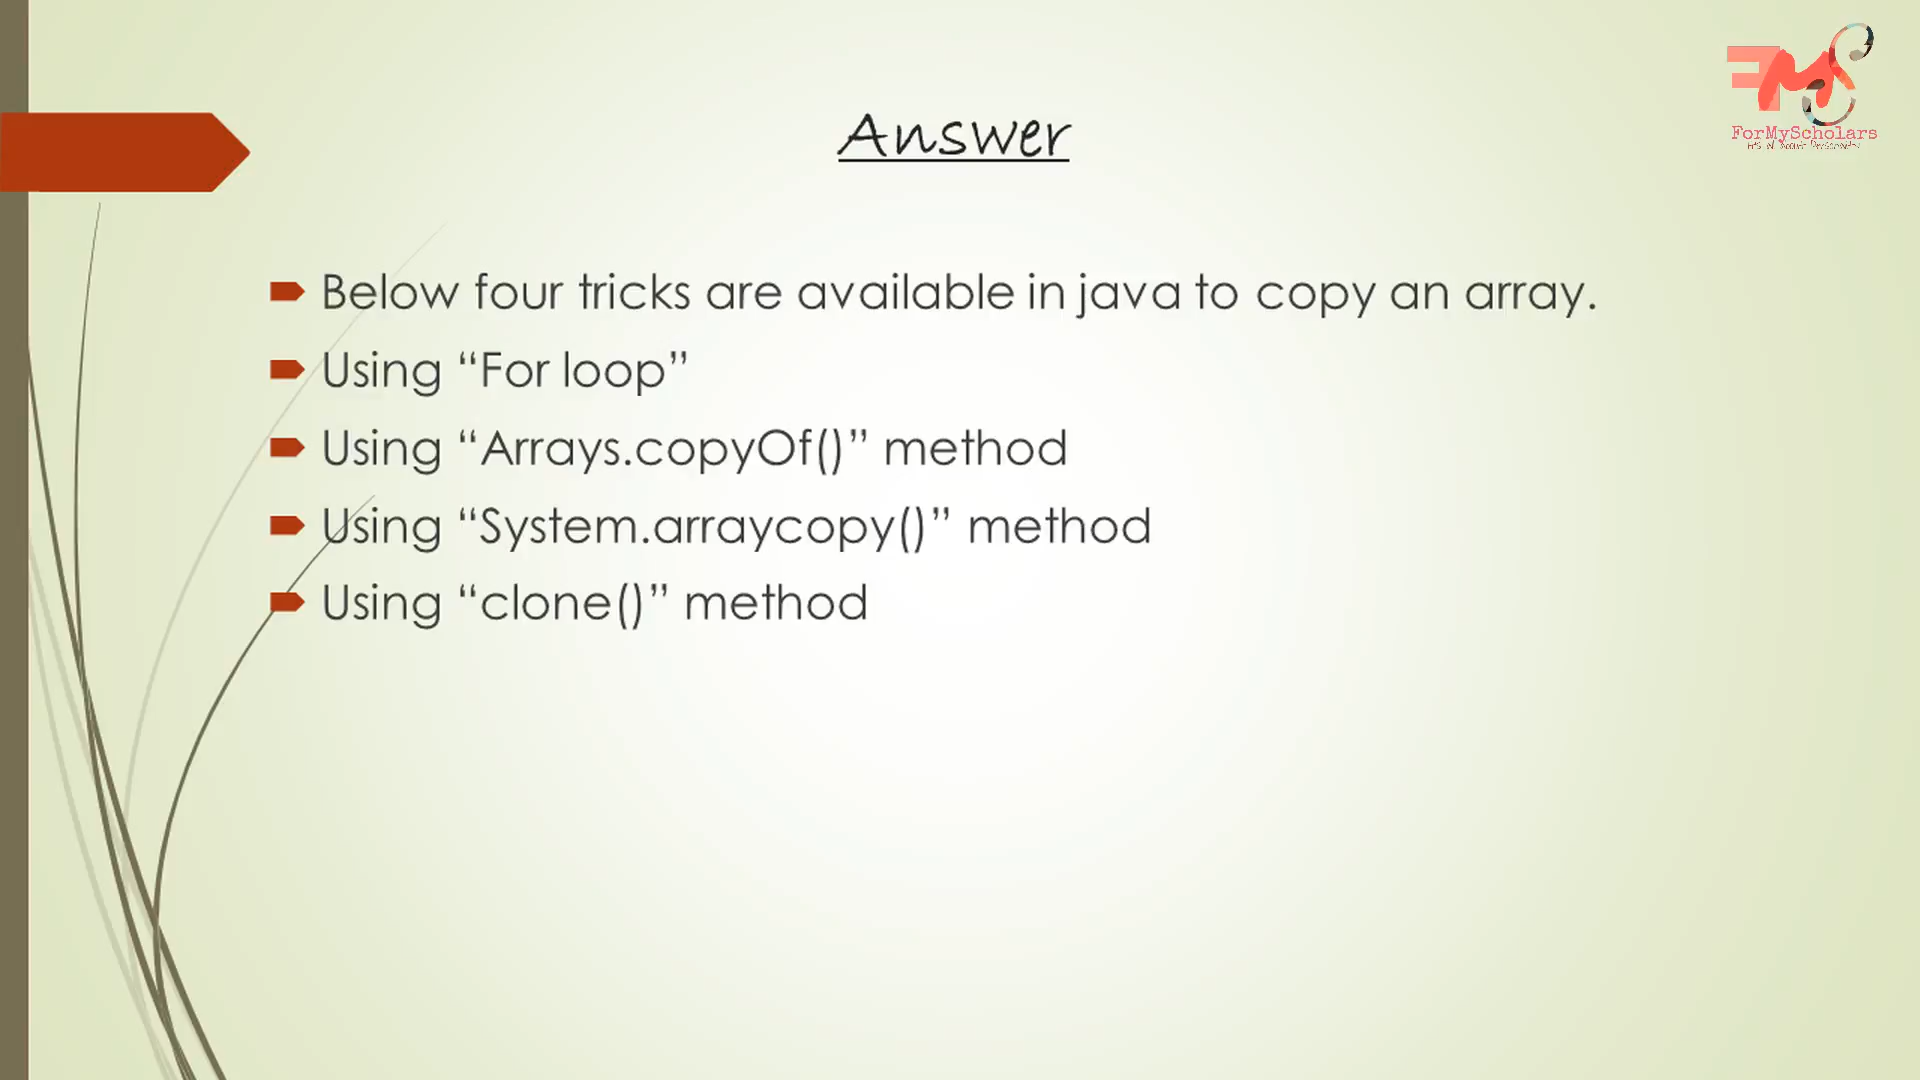 ForMyScholars
Answer
Below four tricks are available in java to copy an array.
Using “For loop”
Using “Arrays.copyOf()” method
Using “System.arraycopy()” method
Using “clone()” method